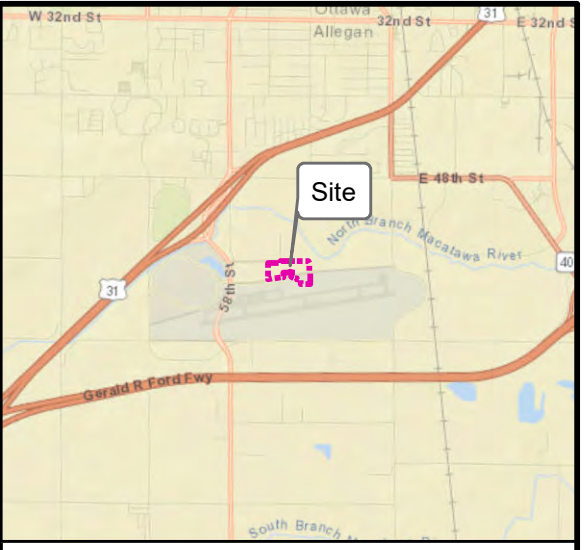 W 32nd St
Ottawa
Allegan
32nd St
31
E 32nd S
E 48th St
Site
North Branch Macatawa River
40
58th St
31
Gerald R Ford Fwy
South Branch